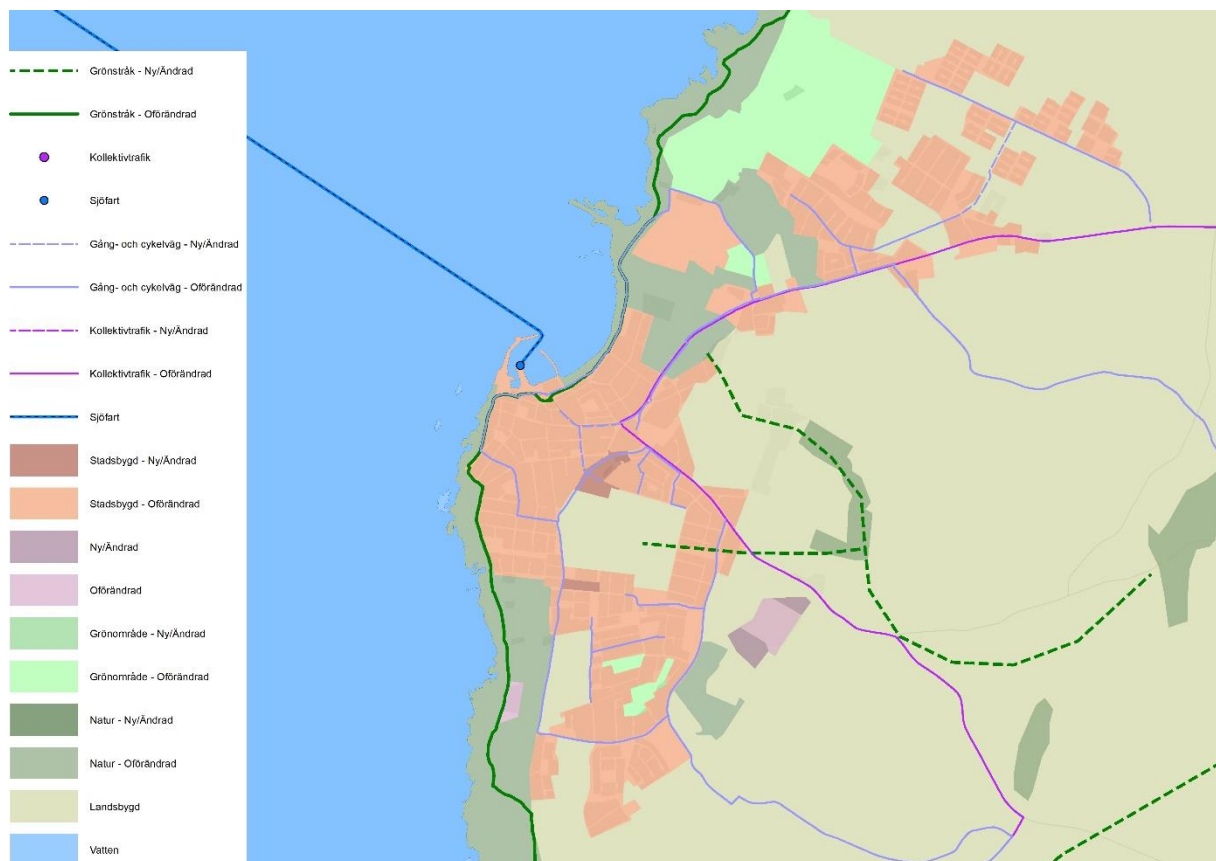 Grönstråk - Ny/Ändrad
Grönstråk - Oförändrad
Kollektivtrafik
Sjöfart
Gång- och cykelväg - Ny/Ändrad
Gång- och cykelväg - Oförändrad
Kollektivtrafik - Ny/Ändrad
Kollektivtrafik - Oförändrad
Sjöfart
Stadsbygd - Ny/Ändrad
Stadsbygd - Oförändrad
Ny/Ändrad
Oförändrad
Grönområde - Ny/Ändrad
Grönområde - Oförändrad
Natur - Ny/Ändrad
Natur - Oförändrad
Landsbygd
Vatten